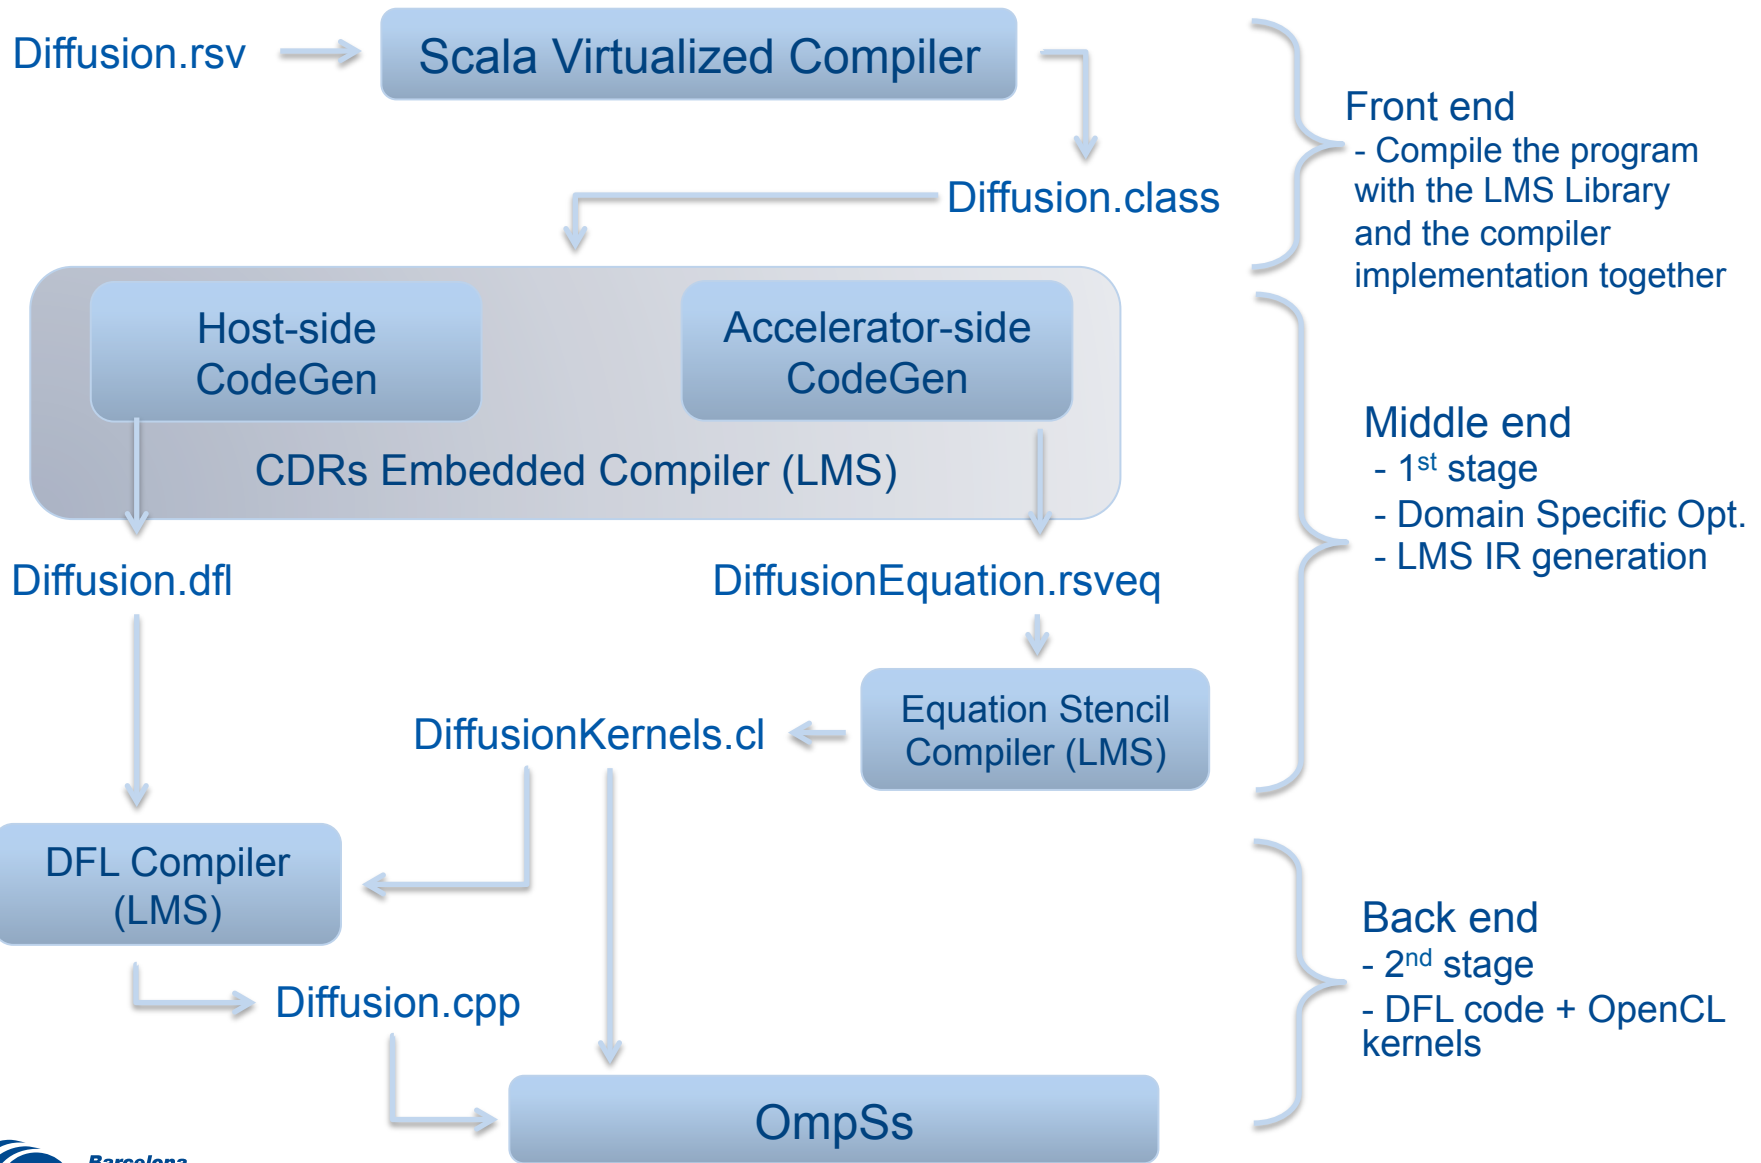 Diffusion.rsv
Scala Virtualized Compiler
Diffusion.class
Front end
- Compile the program
with the LMS Library
and the compiler
implementation together
Host-side
CodeGen
Accelerator-side
CodeGen
CDRs Embedded Compiler (LMS)
Middle end
- 1st stage
- Domain Specific Opt.
- LMS IR generation
Diffusion.dfl
DiffusionEquation.rsveq
Equation Stencil
Compiler (LMS)
DiffusionKernels.cl
DFL Compiler
(LMS)
Diffusion.cpp
Back end
- 2nd stage
- DFL code + OpenCL
kernels
OmpSs
Barcelona